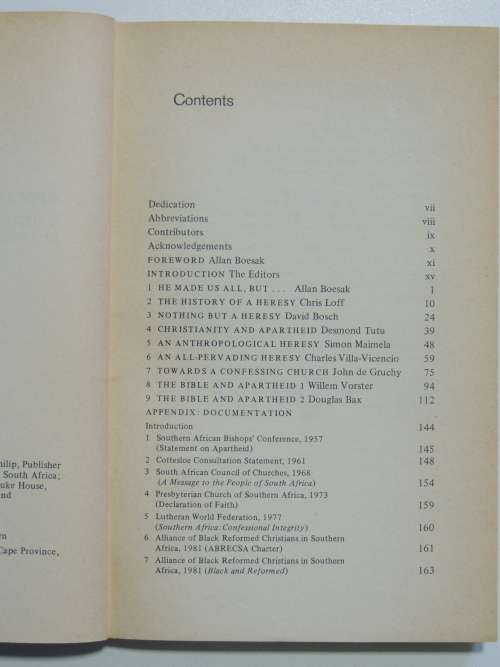 Contents
Dedication vii
Abbreviations viii
Contributors ix
Acknowledgements x
FOREWORD Allan Boesak xi
INTRODUCTION The Editors xv
1 HE MADE US ALL, BUT . . . Allan Boesak 1
2 THE HISTORY OF A HERESY Chris Loff 10
3 NOTHING BUT A HERESY David Bosch 24
4 CHRISTIANITY AND APARTHEID Desmond Tutu 39
5 AN ANTHROPOLOGICAL HERESY Simon Maimela 48
6 AN ALL-PERVADING HERESY Charles Villa-Vicencio 59
7 TOWARDS A CONFESSING CHURCH John de Gruchy 75
8 THE BIBLE AND APARTHEID 1 Willem Vorster 94
9 THE BIBLE AND APARTHEID 2 Douglas Bax 112
APPENDIX: DOCUMENTATION
Introduction 144
1 Southern African Bishops' Conference, 1957
(Statement on Apartheid) 145
2 Cottesloe Consultation Statement, 1961 148
3 South African Council of Churches, 1968
(A Message to the People of South Africa) 154
4 Presbyterian Church of Southern Africa, 1973
(Declaration of Faith) 159
5 Lutheran World Federation, 1977
(Southern Africa: Confessional Integrity) 160
6 Alliance of Black Reformed Christians in Southern
Africa, 1981 (ABRECSA Charter) 161
7 Alliance of Black Reformed Christians in Southern
Africa, 1981 (Black and Reformed) 163
hilip, Publisher
South Africa;
uke House,
nd
rn
Cape Province,